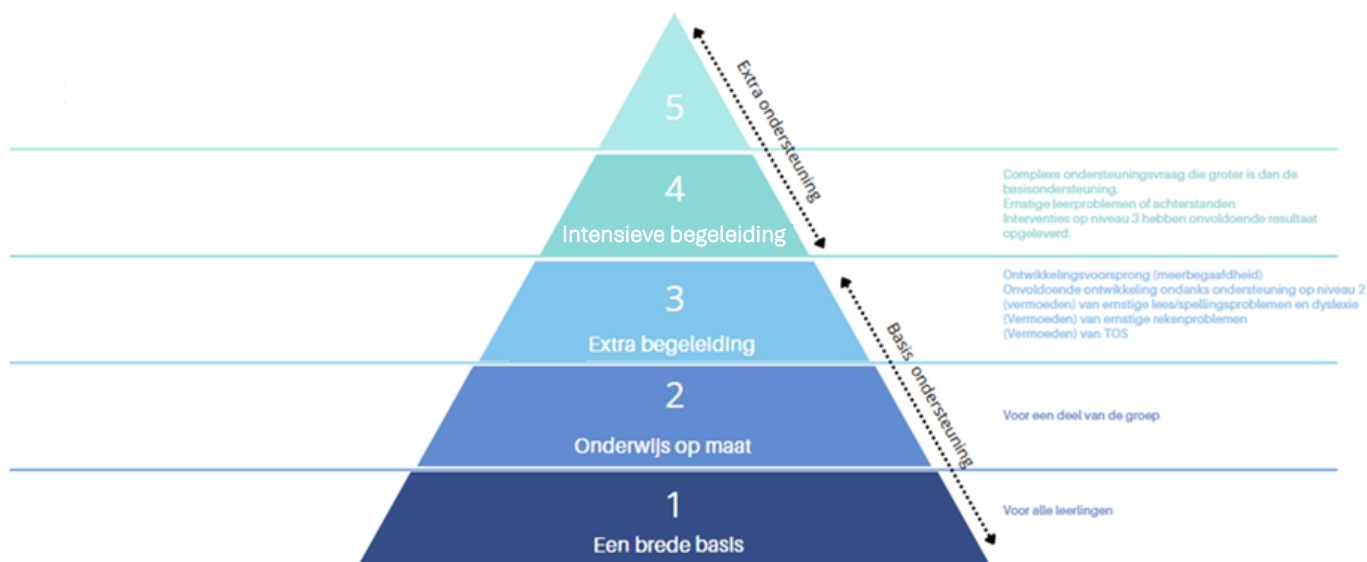 5
Extra ondersteuning
4
Intensieve begeleiding
Complexe ondersteuningsvraag die groter is dan de
basisondersteuning.
Ernstige leerproblemen of achterstanden
Interventies op niveau 3 hebben onvoldoende resultaat
opgeleverd.
3
Extra begeleiding
Ontwikkelingsvoorsprong (meerbegaafdheid)
Onvoldoende ontwikkeling ondanks ondersteuning op niveau 2
(vermoeden) van ernstige lees/spellingsproblemen en dyslexie
(Vermoeden) van ernstige rekenproblemen
(Vermoeden) van TOS
Basis ondersteuning
2
Onderwijs op maat
Voor een deel van de groep
1
Een brede basis
Voor alle leerlingen